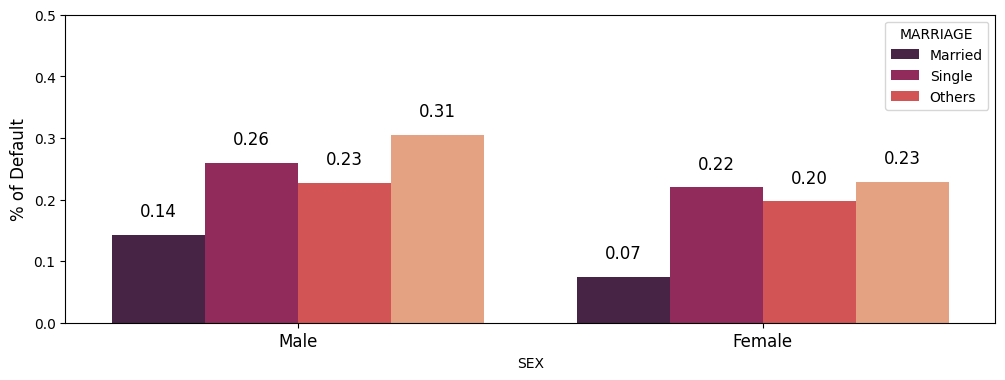 % of Default
0.5
0.4
0.3
0.2
0.1
0.0
0.14
0.26
0.23
0.31
0.07
0.22
0.20
0.23
MARRIAGE
Married
Single
Others
Male
Female
SEX